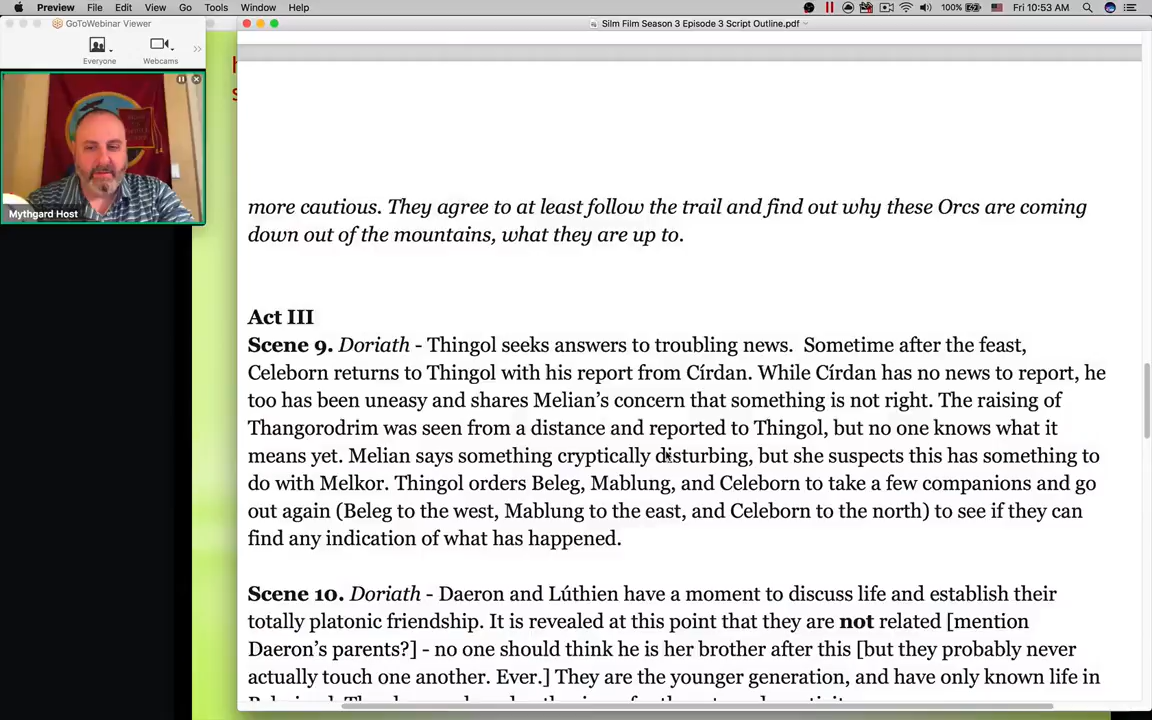 Preview File Edit View Go Tools Window Help
100% Fri 10:53 AM
GoToWebinar Viewer
Silm Film Season 3 Episode 3 Script Outline.pdf
Everyone
Webcams
Mythgard Host
more cautious. They agree to at least follow the trail and find out why these Orcs are coming
down out of the mountains, what they are up to.
Act III
Scene 9. Doriath - Thingol seeks answers to troubling news. Sometime after the feast,
Celeborn returns to Thingol with his report from Círdan. While Círdan has no news to report, he
too has been uneasy and shares Melian’s concern that something is not right. The raising of
Thangorodrim was seen from a distance and reported to Thingol, but no one knows what it
means yet. Melian says something cryptically disturbing, but she suspects this has something to
do with Melkor. Thingol orders Beleg, Mablung, and Celeborn to take a few companions and go
out again (Beleg to the west, Mablung to the east, and Celeborn to the north) to see if they can
find any indication of what has happened.
Scene 10. Doriath - Daeron and Lúthien have a moment to discuss life and establish their
totally platonic friendship. It is revealed at this point that they are not related [mention
Daeron’s parents?] - no one should think he is her brother after this [but they probably never
actually touch one another. Ever.] They are the younger generation, and have only known life in